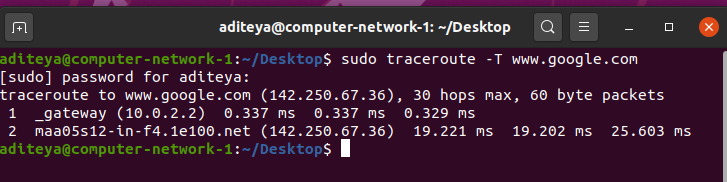 aditeya@computer-network-1: ~/Desktop
aditeya@computer-network-1:~/Desktop$ sudo traceroute -T www.google.com
[sudo] password for aditeya:
traceroute to www.google.com (142.250.67.36), 30 hops max, 60 byte packets
 1  _gateway (10.0.2.2)  0.337 ms  0.337 ms  0.329 ms
 2  maa05s12-in-f4.1e100.net (142.250.67.36)  19.221 ms  19.202 ms  25.603 ms
aditeya@computer-network-1:~/Desktop$